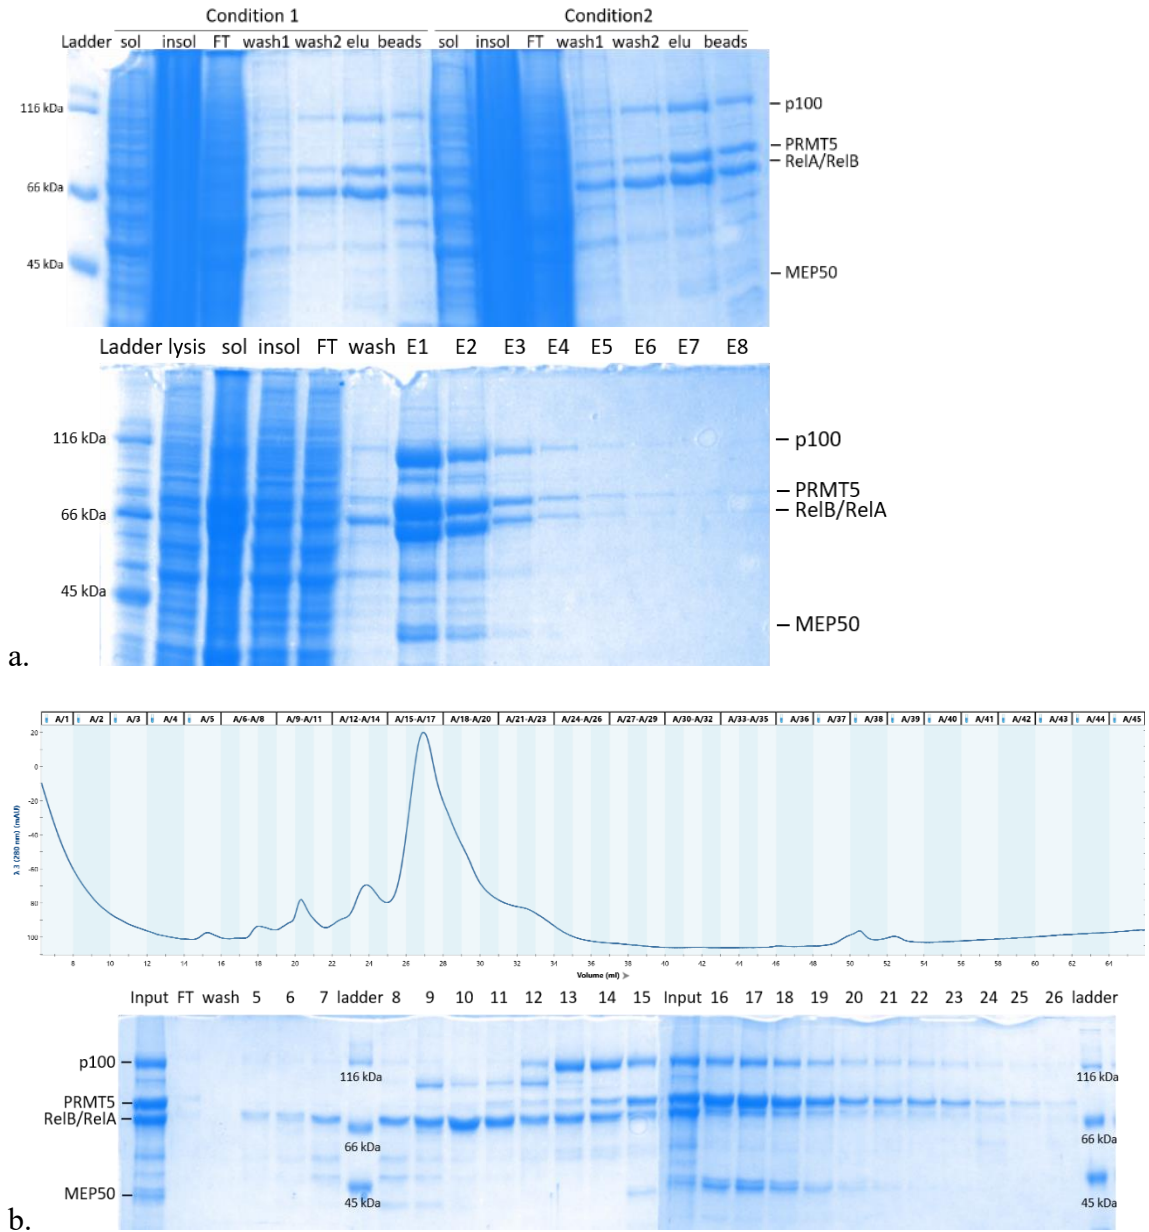 Condition 1 Condition2
Ladder sol insol FT wash1 wash2 elu beads sol insol FT wash1 wash2 elu beads
116 kDa p100
PRMT5
RelA/RelB
66 kDa
45 kDa MEP50
Ladder lysis sol insol FT wash E1 E2 E3 E4 E5 E6 E7 E8
116 kDa p100
PRMT5
66 kDa RelB/RelA
45 kDa
MEP50
a.
A/1 A/2 A/3 A/4 A/5 A/6-A/8 A/9-A/11 A/12-A/14 A/15-A/17 A/18-A/20 A/21-A/23 A/24-A/26 A/27-A/29 A/30-A/32 A/33-A/35 A/36 A/37 A/38 A/39 A/40 A/41 A/42 A/43 A/44 A/45
20
0
-20
-40
-60
80
100
λ 3 (280 nm) (mAU)
6 8 10 12 14 16 18 20 22 24 26 28 30 32 34 36 38 40 42 44 46 48 50 52 54 56 58 60 62 64
Volume (ml)
Input FT wash 5 6 7 ladder 8 9 10 11 12 13 14 15 Input 16 17 18 19 20 21 22 23 24 25 26 ladder
p100
116 kDa 116 kDa
PRMT5
RelB/RelA
66 kDa 66 kDa
MEP50
45 kDa 45 kDa
b.